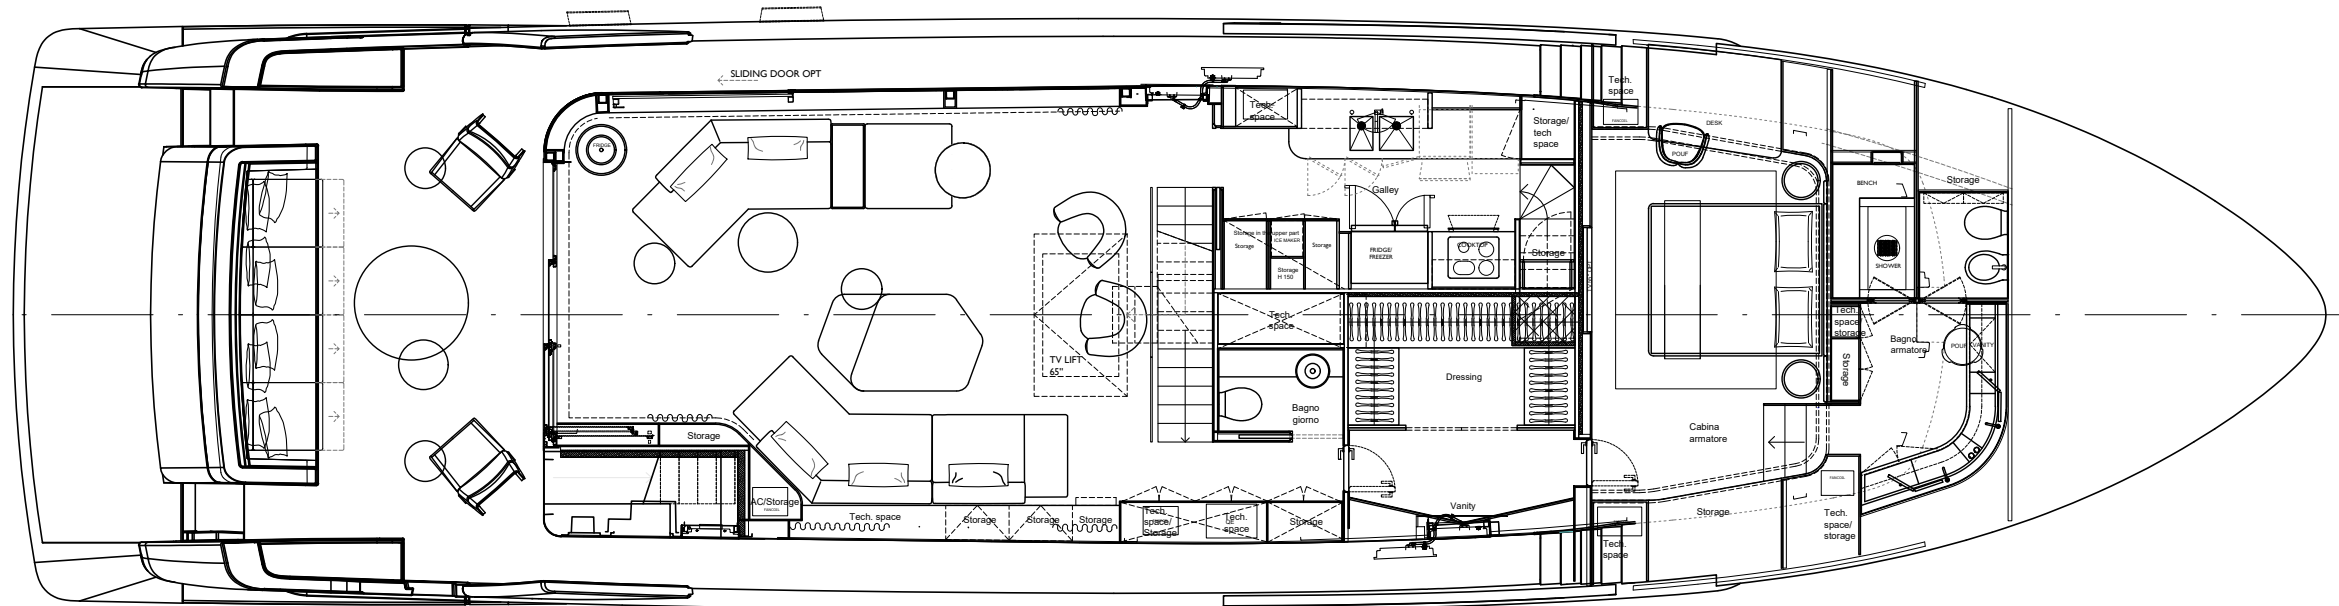 SLIDING DOOR OPT
FRIDGE
Tech.
space
Storage/
tech
space
Galley
Storage in the upper part
Storage
ICE MAKER
Storage
H 150
Storage
FRIDGE/
FREEZER
COOKTOP
Storage
Tech.
space
FANCOIL
DESK
POUF
BENCH
SHOWER
Storage
TV LIFT
65"
Tech.
space
Bagno
giorno
Dressing
Vanity
Cabina
armatore
Tech.
space/
storage
Storage
Bagno
armatore
POUF
VANITY
Storage
AC/Storage
FANCOIL
Tech. space
Storage
Storage
Storage
Tech.
space/
Storage
Tech.
space
Storage
Tech.
space
Storage
FANCOIL
Tech.
space/
storage